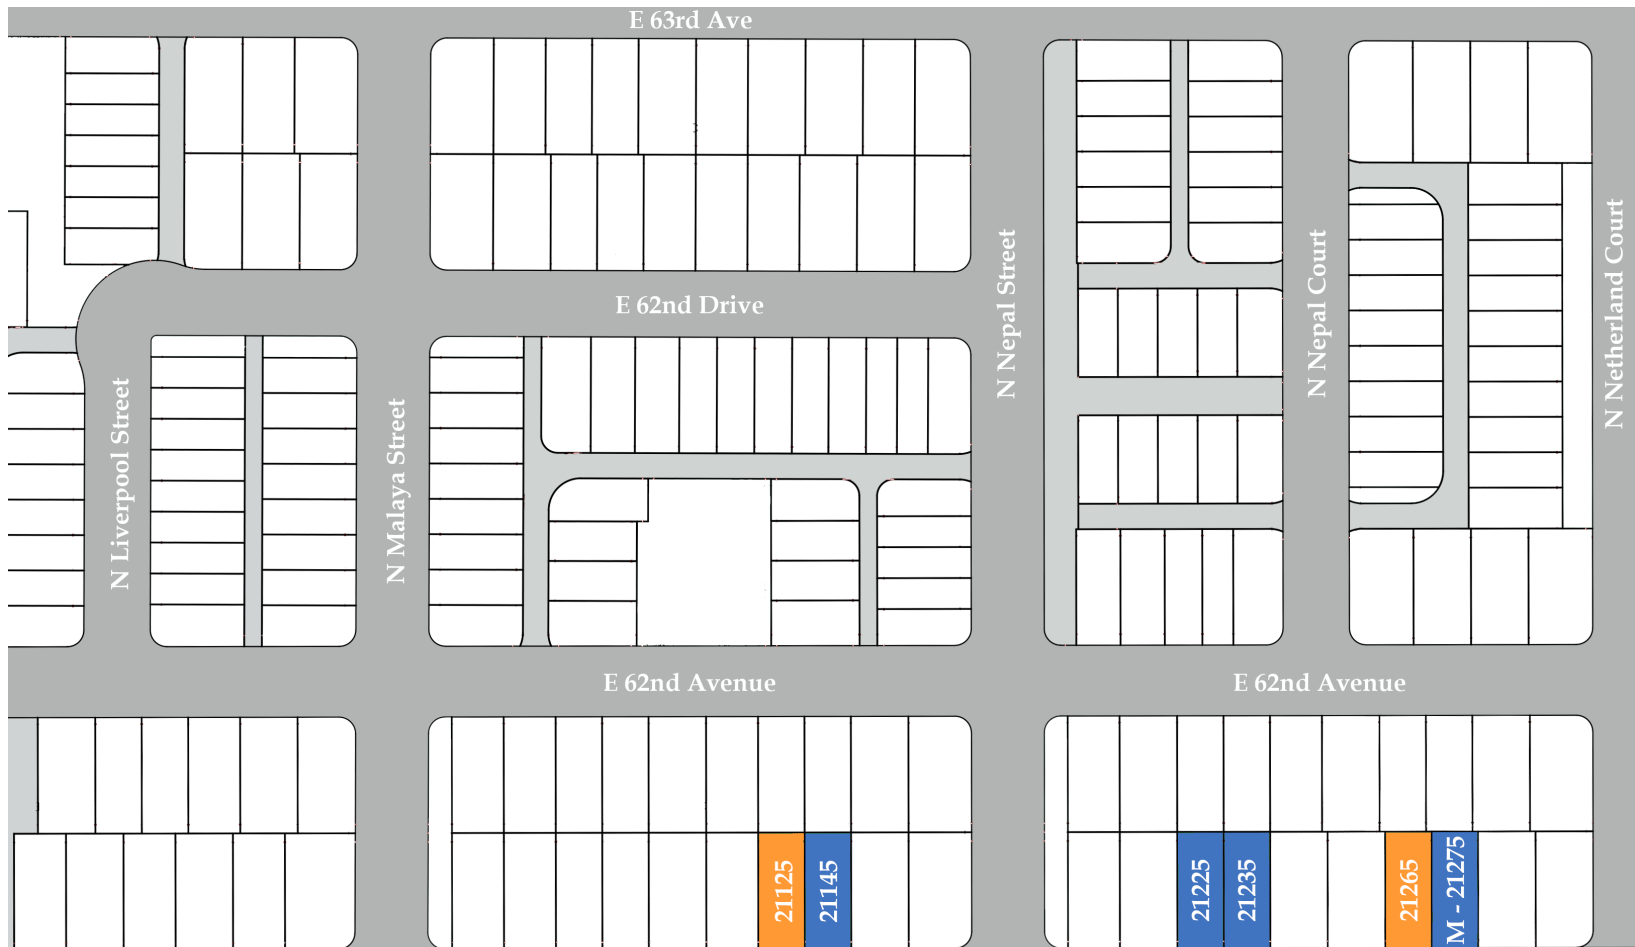 E 63rd Ave
E 62nd Drive
N Liverpool Street
N Malaya Street
N Nepal Street
N Nepal Court
N Netherland Court
E 62nd Avenue
E 62nd Avenue
21125
21145
21225
21235
21265
M - 21275